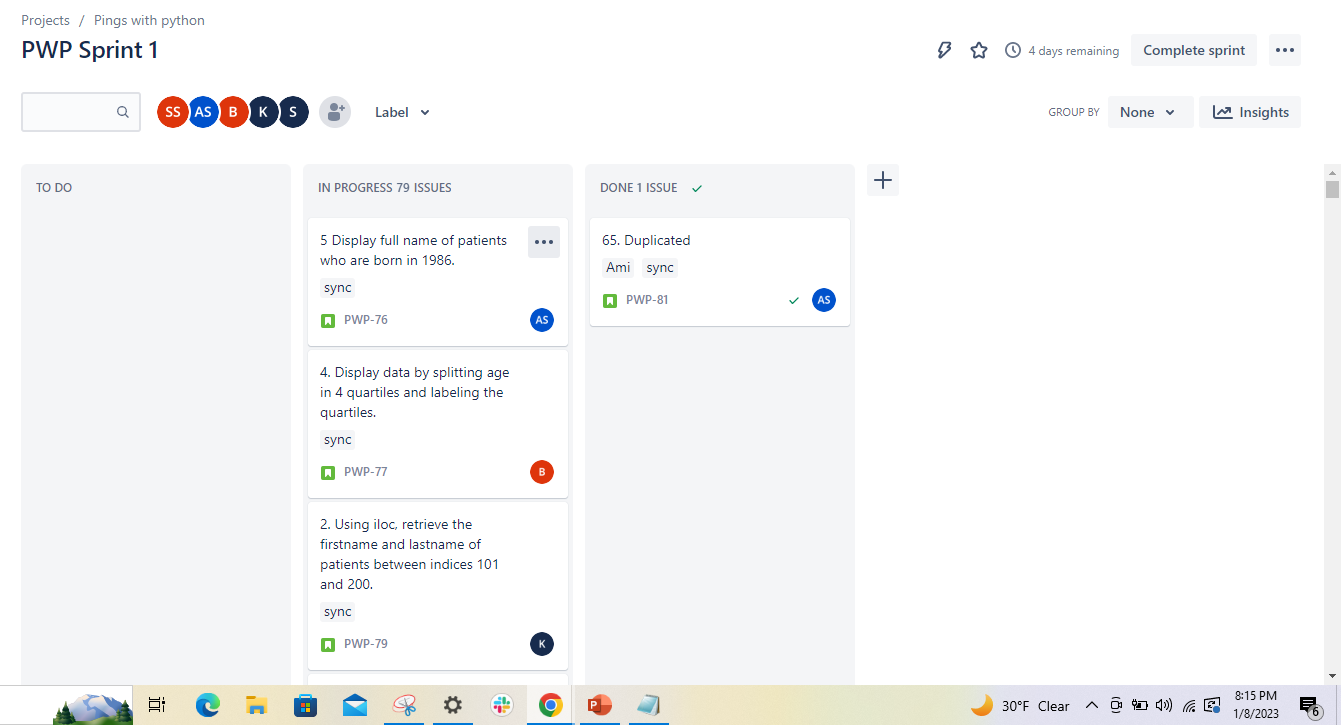 Projects / Pings with python
PWP Sprint 1
4 days remaining
Complete sprint
SS
AS
B
K
S
Label
GROUP BY
None
Insights
TO DO
IN PROGRESS 79 ISSUES
5 Display full name of patients
who are born in 1986.
sync
PWP-76
AS
4. Display data by splitting age
in 4 quartiles and labeling the
quartiles.
sync
PWP-77
B
2. Using iloc, retrieve the
firstname and lastname of
patients between indices 101
and 200.
sync
PWP-79
K
DONE 1 ISSUE
65. Duplicated
Ami sync
PWP-81
AS
30°F Clear
8:15 PM
1/8/2023
6